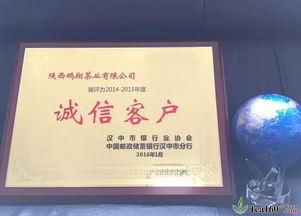 陕西鹏翔茶业有限公司
被评为2014-2015年度
诚信客户
汉中市银行业协会
中国邮政储蓄银行汉中市分行
2016年1月
Tea160.com